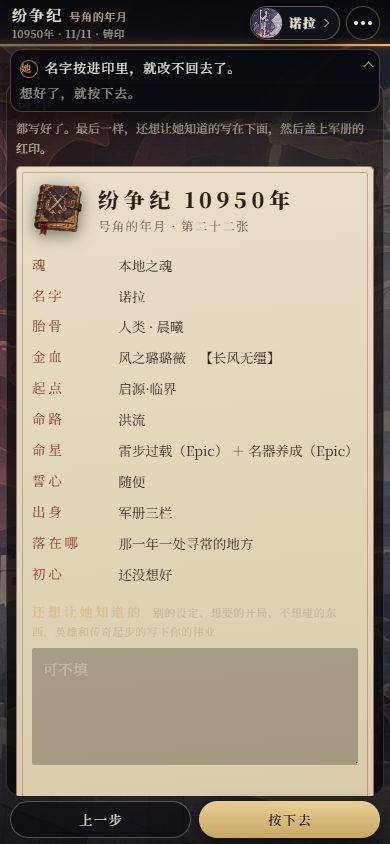 纷争纪 号角的年月
10950年 · 11/11 · 铸印
诺拉
她 名字按进印里，就改不回去了。
想好了，就按下去。
都写好了。最后一样，还想让她知道的写在下面，然后盖上军册的
红印。
纷争纪 10950年
号角的年月 · 第二十二张
魂 本地之魂
名字 诺拉
胎骨 人类 · 晨曦
金血 风之璐璐薇 【长风无缰】
起点 启源·临界
命路 洪流
命星 雷步过载（Epic） ＋ 名器养成（Epic）
誓心 随便
出身 军册三栏
落在哪 那一年一处寻常的地方
初心 还没想好
还想让她知道的 别的设定、想要的开局、不想碰的东
西，英雄和传奇起步的写下你的伟业
可不填
上一步
按下去